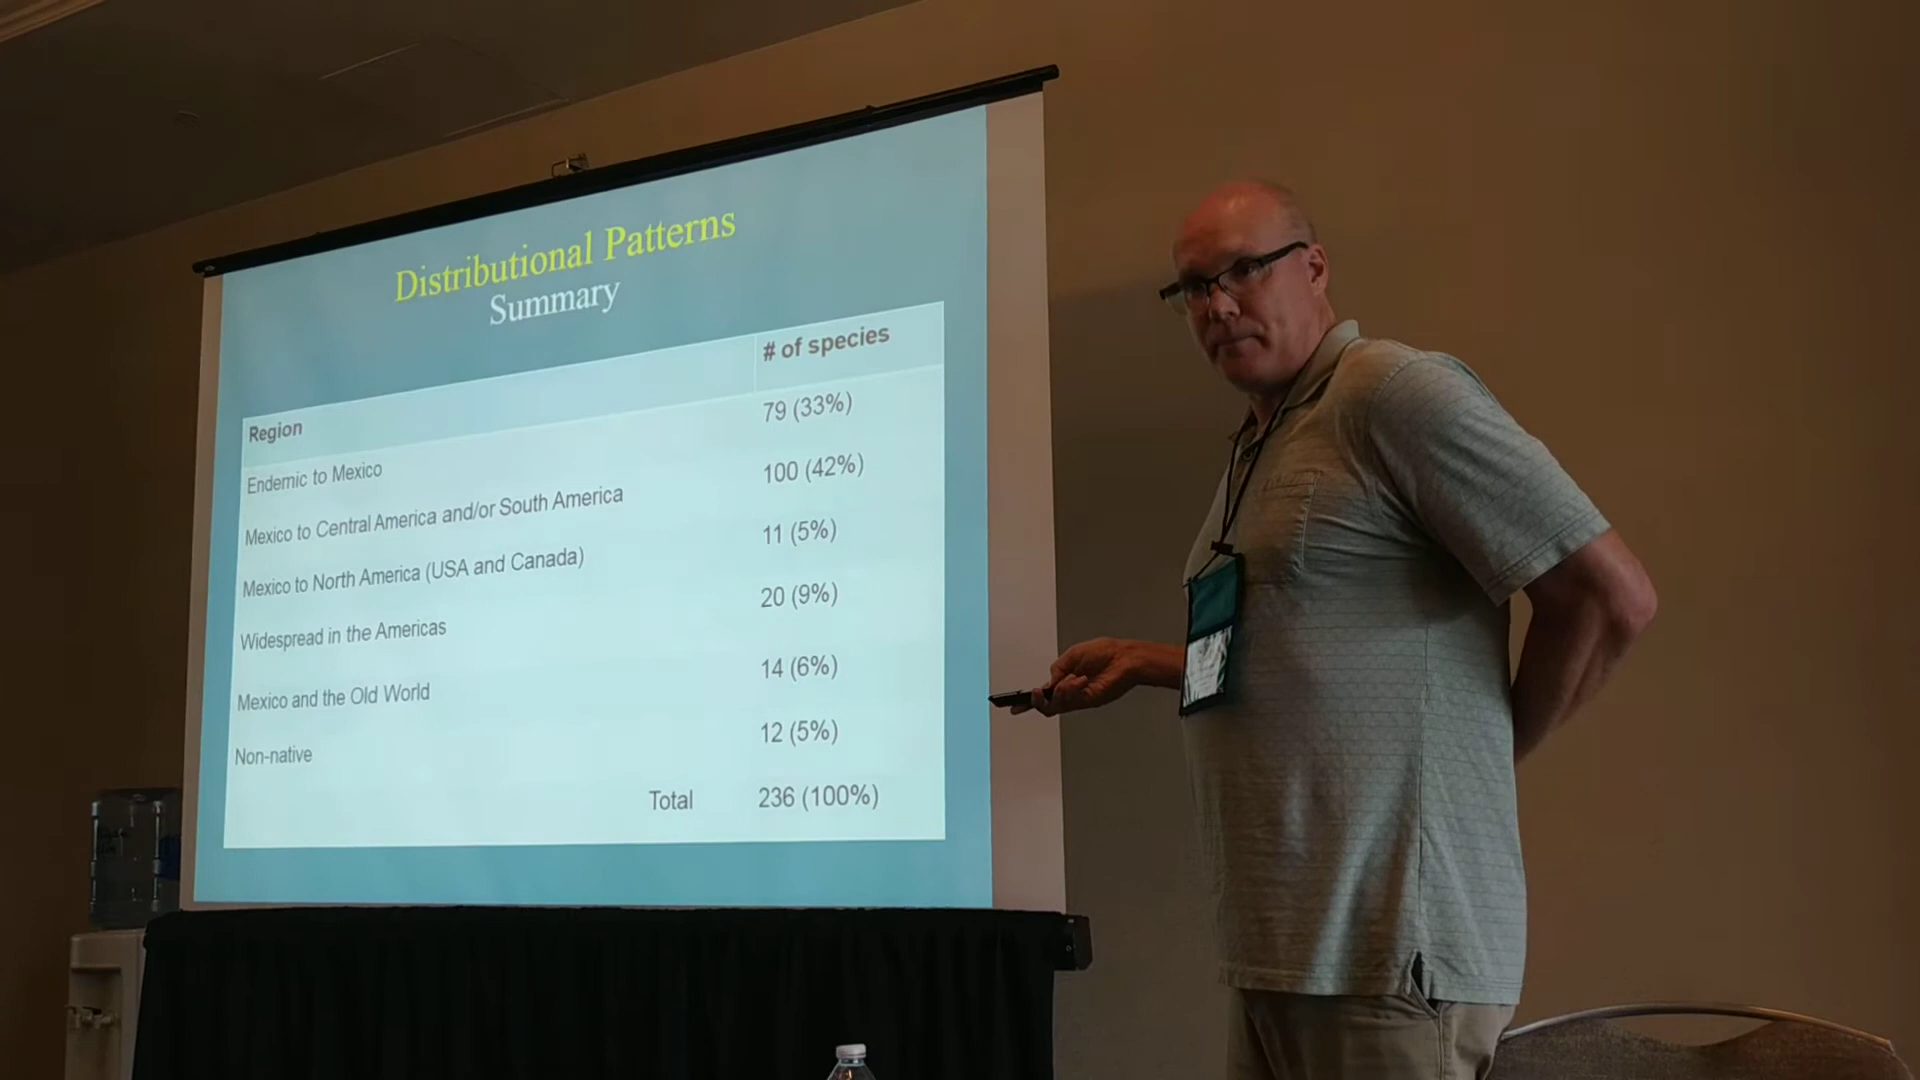 Distributional Patterns
Summary
Region # of species
Endemic to Mexico 79 (33%)
Mexico to Central America and/or South America 100 (42%)
Mexico to North America (USA and Canada) 11 (5%)
Widespread in the Americas 20 (9%)
Mexico and the Old World 14 (6%)
Non-native 12 (5%)
Total 236 (100%)